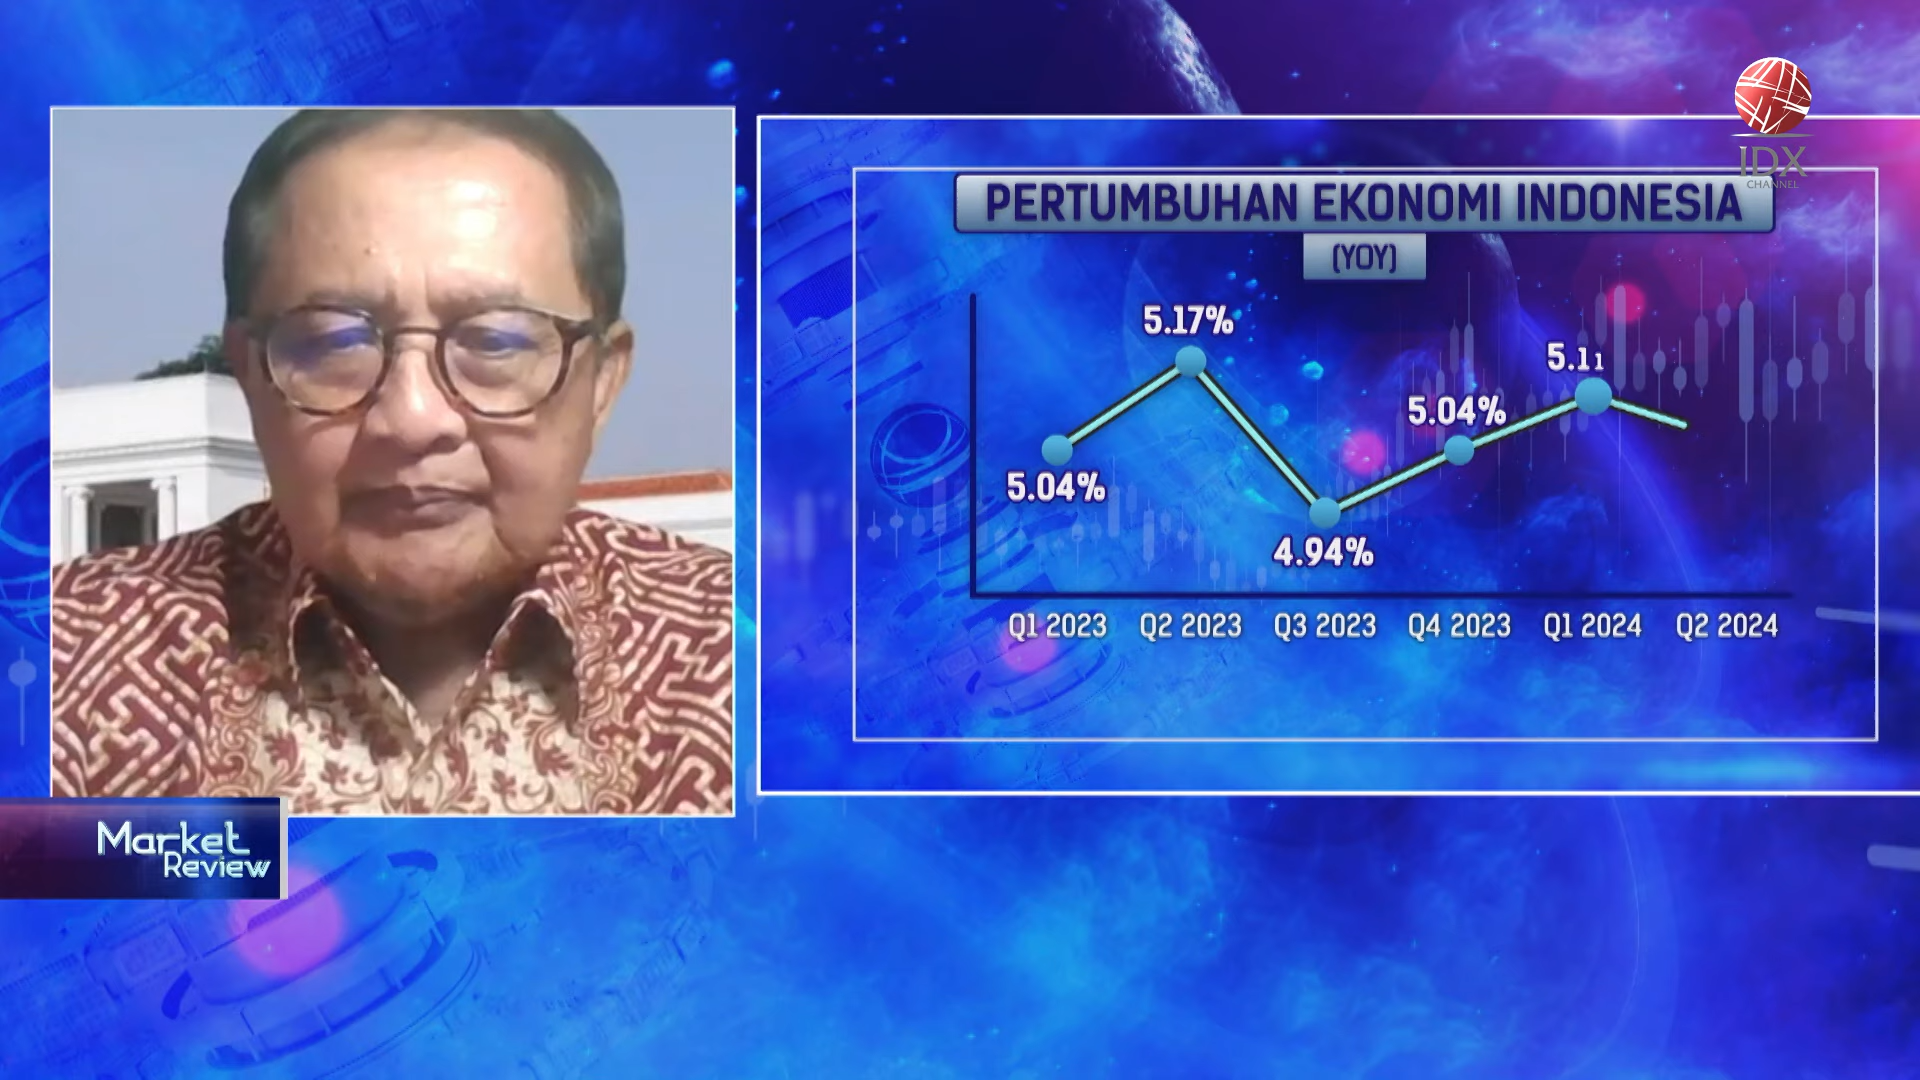 IDX
CHANNEL
PERTUMBUHAN EKONOMI INDONESIA
(YOY)
5.17%
5.11
5.04%
5.04%
4.94%
Q1 2023 Q2 2023 Q3 2023 Q4 2023 Q1 2024 Q2 2024
Market
Review